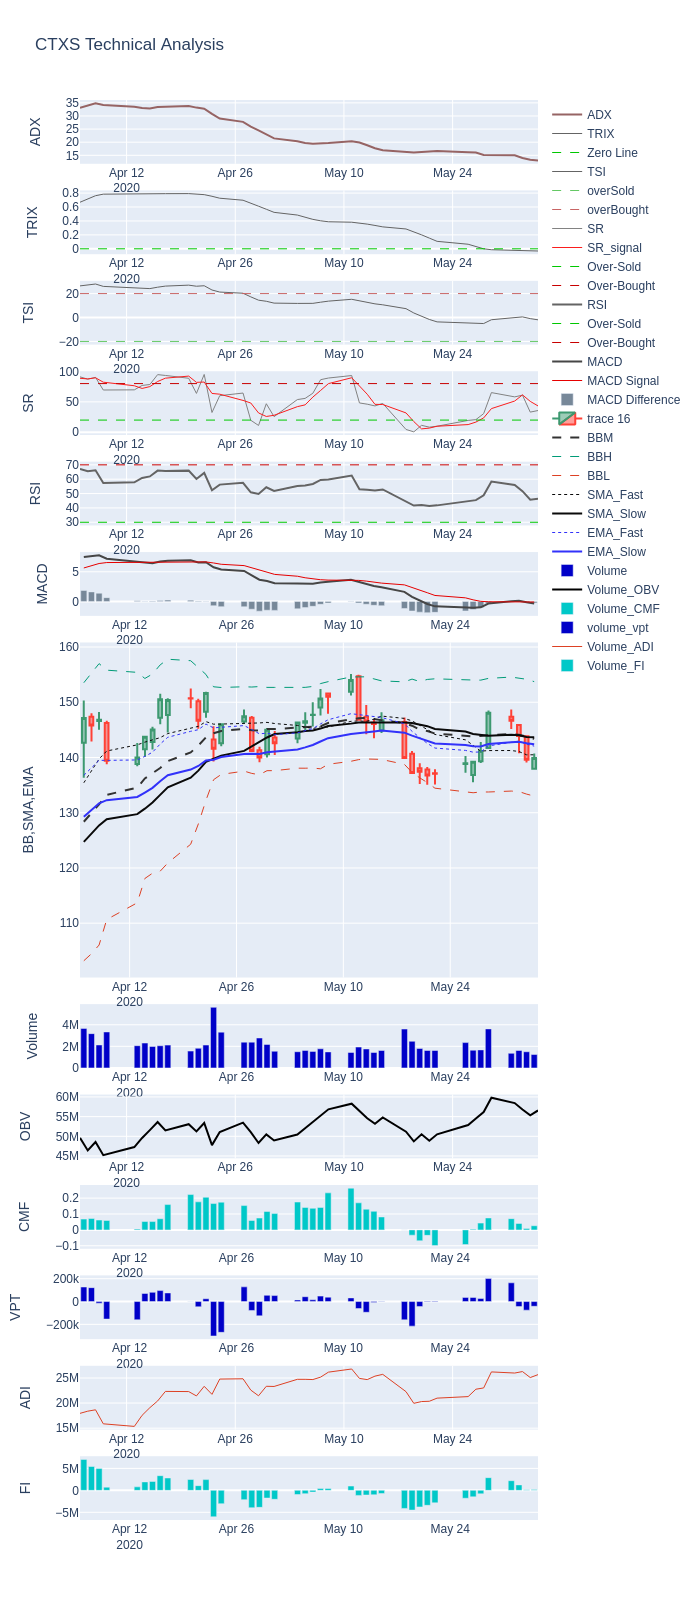 CTXS Technical Analysis
ADX
35
30
25
20
15
Apr 12
2020
Apr 26
May 10
May 24
TRIX
0.8
0.6
0.4
0.2
0
Apr 12
2020
Apr 26
May 10
May 24
TSI
20
0
−20
Apr 12
2020
Apr 26
May 10
May 24
SR
100
50
0
Apr 12
2020
Apr 26
May 10
May 24
RSI
70
60
50
40
30
Apr 12
2020
Apr 26
May 10
May 24
MACD
5
0
Apr 12
2020
Apr 26
May 10
May 24
BB,SMA,EMA
160
150
140
130
120
110
Apr 12
2020
Apr 26
May 10
May 24
Volume
4M
2M
0
Apr 12
2020
Apr 26
May 10
May 24
OBV
60M
55M
50M
45M
Apr 12
2020
Apr 26
May 10
May 24
CMF
0.2
0.1
0
−0.1
Apr 12
2020
Apr 26
May 10
May 24
VPT
200k
0
−200k
Apr 12
2020
Apr 26
May 10
May 24
ADI
25M
20M
15M
Apr 12
2020
Apr 26
May 10
May 24
FI
5M
0
−5M
Apr 12
2020
Apr 26
May 10
May 24
ADX
TRIX
Zero Line
TSI
overSold
overBought
SR
SR_signal
Over-Sold
Over-Bought
RSI
Over-Sold
Over-Bought
MACD
MACD Signal
MACD Difference
trace 16
BBM
BBH
BBL
SMA_Fast
SMA_Slow
EMA_Fast
EMA_Slow
Volume
Volume_OBV
Volume_CMF
volume_vpt
Volume_ADI
Volume_FI